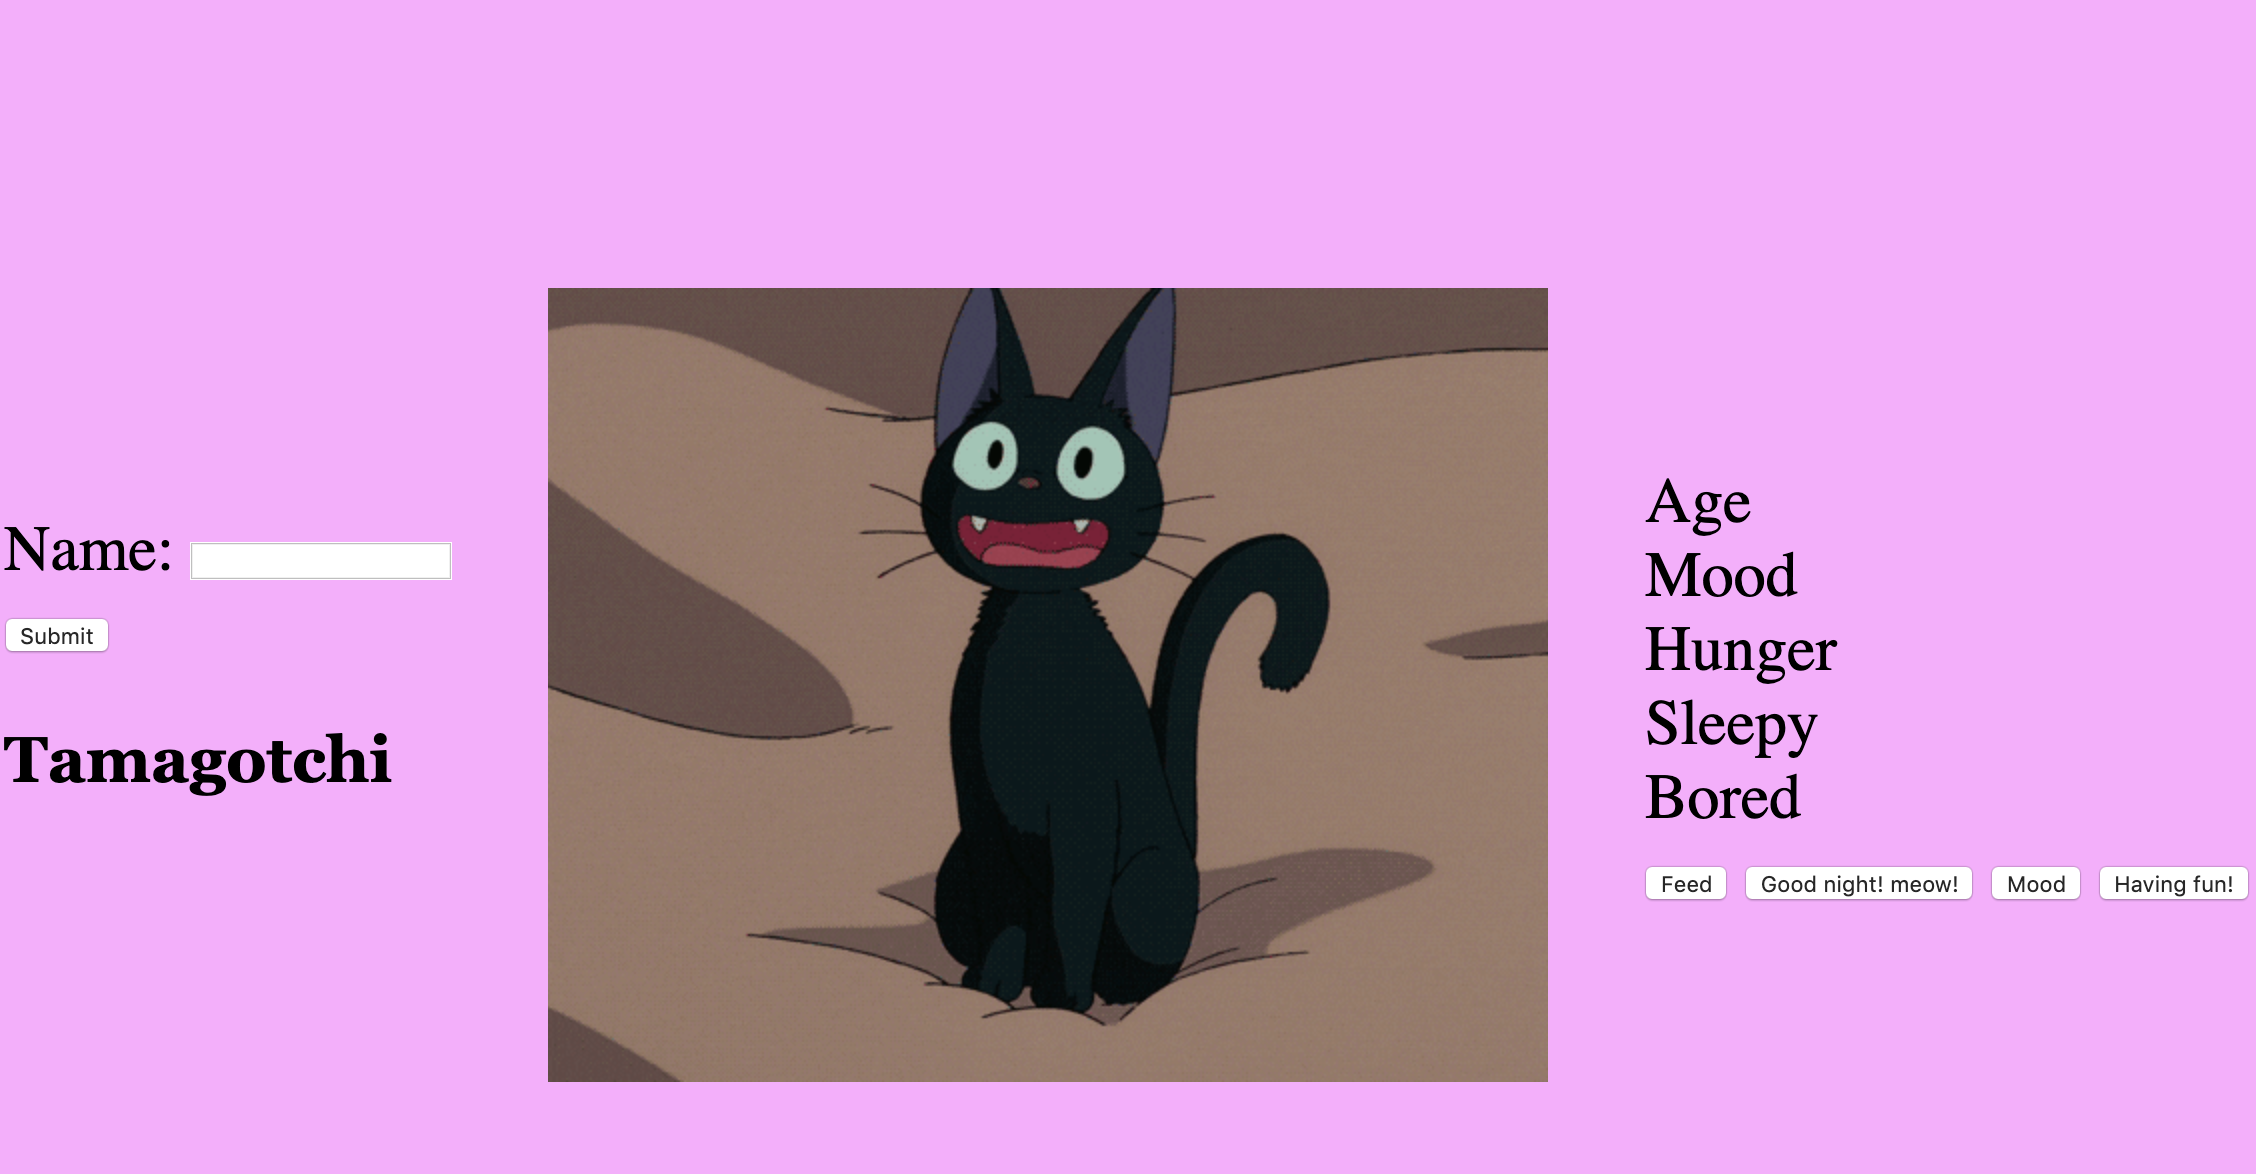 Name:
Submit
Tamagotchi
Age
Mood
Hunger
Sleepy
Bored
Feed Good night! meow! Mood Having fun!